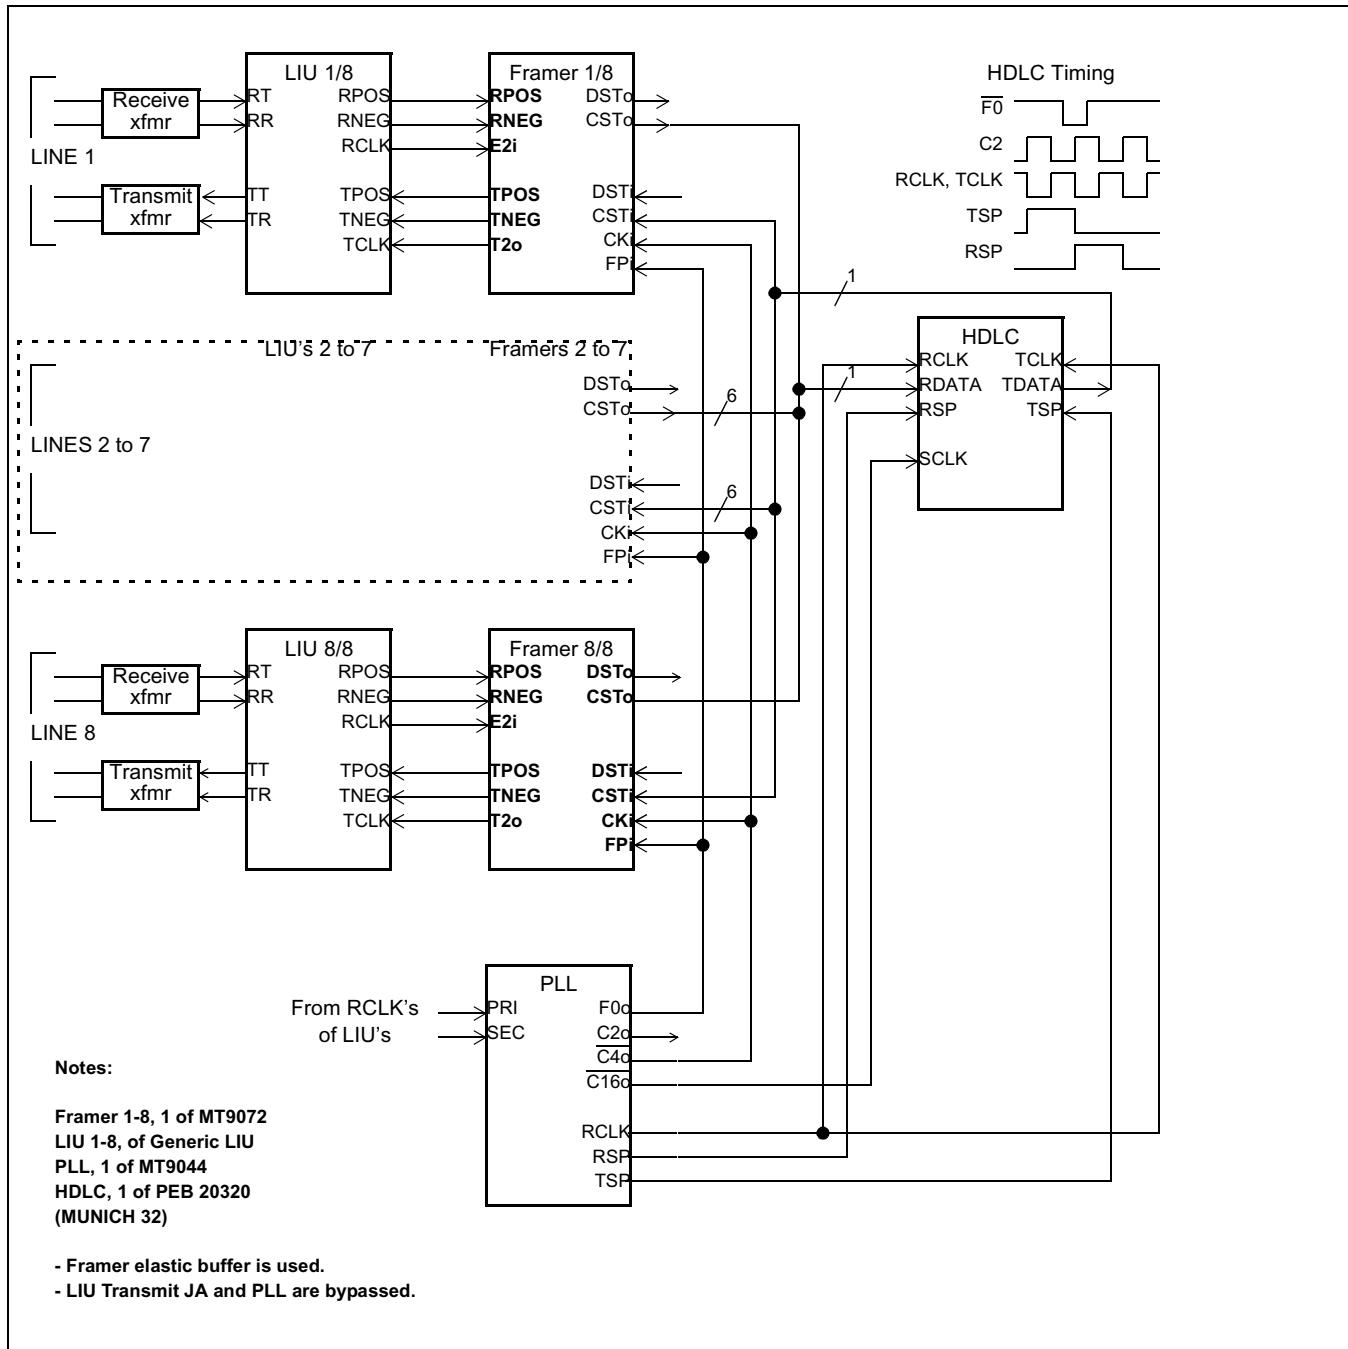 LIU 1/8
Framer 1/8
HDLC Timing
Receive
xfmr
RT
RR
RPOS
RNEG
RCLK
RPOS
RNEG
E2i
DSTo
CSTo
LINE 1
Transmit
xfmr
TT
TR
TPOS
TNEG
TCLK
TPOS
TNEG
T2o
DSTi
CSTi
CKi
FPi
F0
C2
RCLK, TCLK
TSP
RSP
1
HDLC
RCLK
RDATA
RSP
SCLK
TCLK
TDATA
TSP
1
LIU's 2 to 7
Framers 2 to 7
DSTo
CSTo
6
LINES 2 to 7
DSTi
CSTi
CKi
FPi
6
LIU 8/8
Framer 8/8
Receive
xfmr
RT
RR
RPOS
RNEG
RCLK
RPOS
RNEG
E2i
DSTo
CSTo
LINE 8
Transmit
xfmr
TT
TR
TPOS
TNEG
TCLK
TPOS
TNEG
T2o
DSTi
CSTi
CKi
FPi
PLL
From RCLK's
of LIU's
PRI
SEC
F0o
C2o
C4o
C16o
RCLK
RSP
TSP
Notes:
Framer 1-8, 1 of MT9072
LIU 1-8, of Generic LIU
PLL, 1 of MT9044
HDLC, 1 of PEB 20320
(MUNICH 32)
- Framer elastic buffer is used.
- LIU Transmit JA and PLL are bypassed.